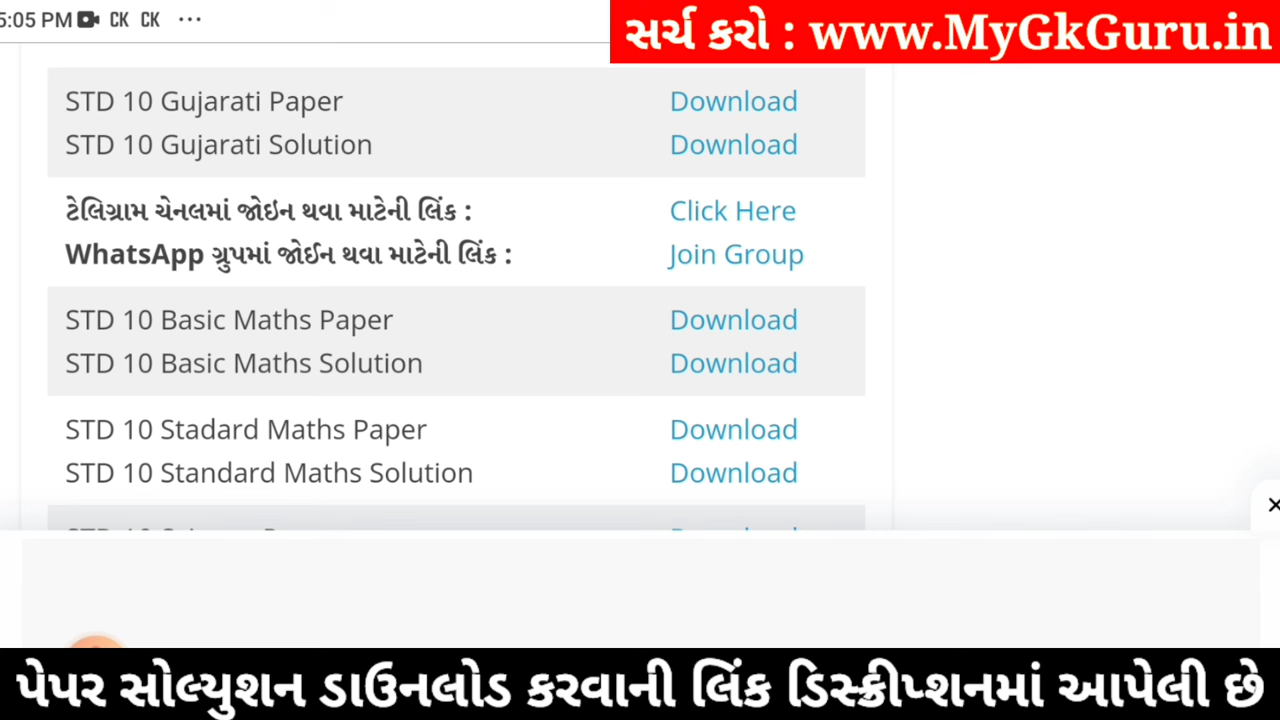 5:05 PM CK CK ...
સર્ચ કરો : www.MyGkGuru.in
STD 10 Gujarati Paper Download
STD 10 Gujarati Solution Download
ટેલિગ્રામ ચેનલમાં જોઇન થવા માટેની લિંક : Click Here
WhatsApp ગ્રુપમાં જોઈન થવા માટેની લિંક : Join Group
STD 10 Basic Maths Paper Download
STD 10 Basic Maths Solution Download
STD 10 Stadard Maths Paper Download
STD 10 Standard Maths Solution Download
પેપર સોલ્યુશન ડાઉનલોડ કરવાની લિંક ડિસ્ક્રીપ્શનમાં આપેલી છે